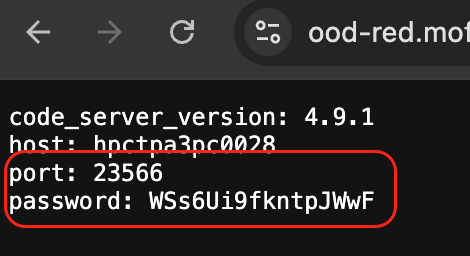 ood-red.mof
code_server_version: 4.9.1
host: hpctpa3pc0028
port: 23566
password: WSs6Ui9fkntpJWwF